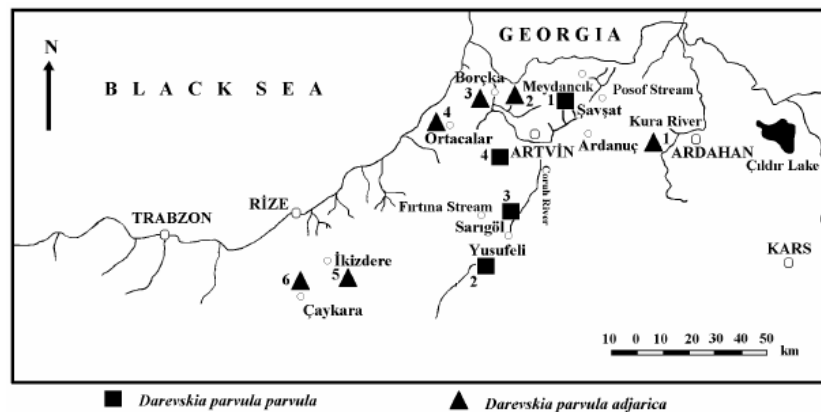 GEORGIA
N
BLACK SEA
Borçka
Meydancık
Posof Stream
3
2
1
Şavşat
4
Kura River
Ortacalar
ARTVİN
Ardanuç
1
ARDAHAN
4
Çıldır Lake
Çoruh River
3
RİZE
Fırtına Stream
TRABZON
Sarıgöl
KARS
Yusufeli
İkizdere
2
6
5
Çaykara
10 0 10 20 30 40 50
km
Darevskia parvula parvula
Darevskia parvula adjarica